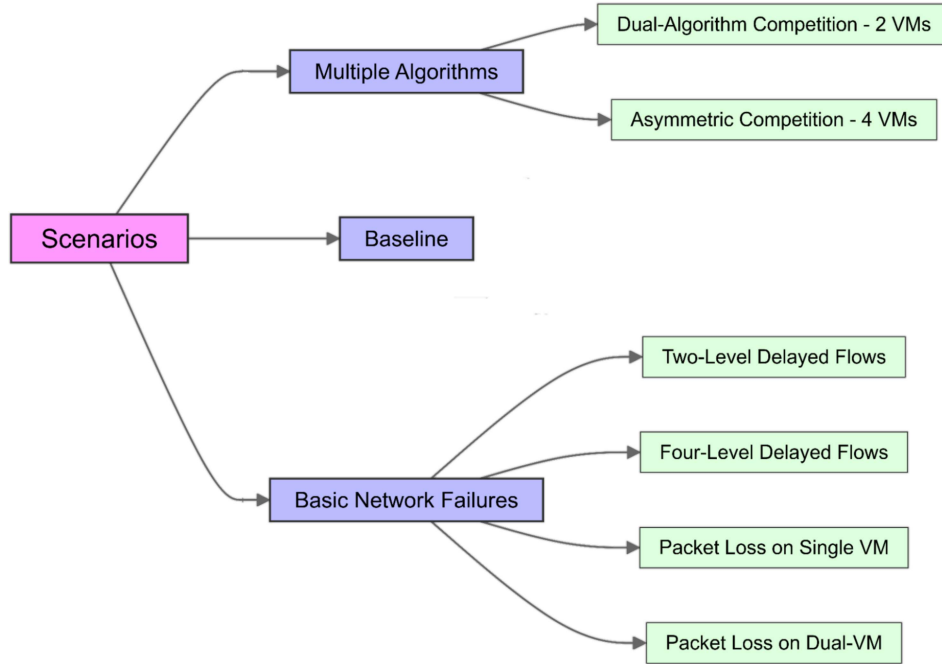 Dual-Algorithm Competition - 2 VMs
Multiple Algorithms
Asymmetric Competition - 4 VMs
Scenarios
Baseline
Two-Level Delayed Flows
Four-Level Delayed Flows
Basic Network Failures
Packet Loss on Single VM
Packet Loss on Dual-VM